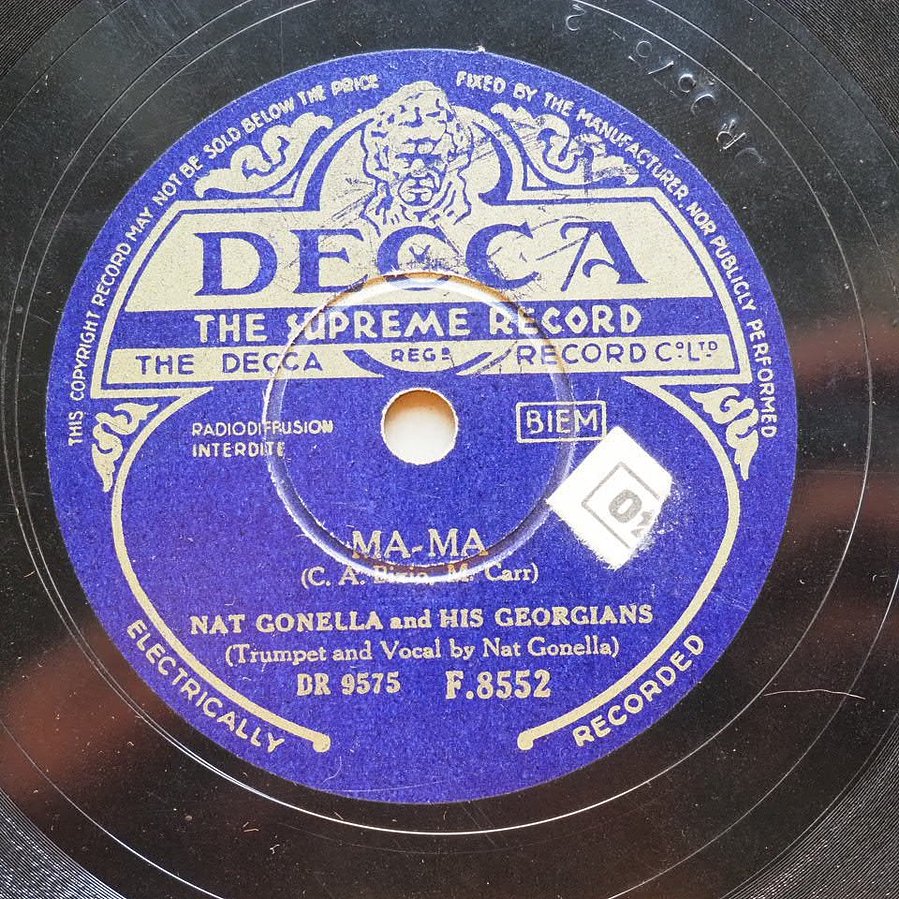 THIS COPYRIGHT RECORD MAY NOT BE SOLD BELOW THE PRICE FIXED BY THE MANUFACTURER NOR PUBLICLY PERFORMED
DECCA
THE SUPREME RECORD
THE DECCA REGD RECORD Co. LTD
RADIODIFFUSION
INTERDITE
BIEM
MA-MA
(C. A. Bixio, M. Carr)
NAT GONELLA and HIS GEORGIANS
(Trumpet and Vocal by Nat Gonella)
DR 9575 F.8552
ELECTRICALLY RECORDED